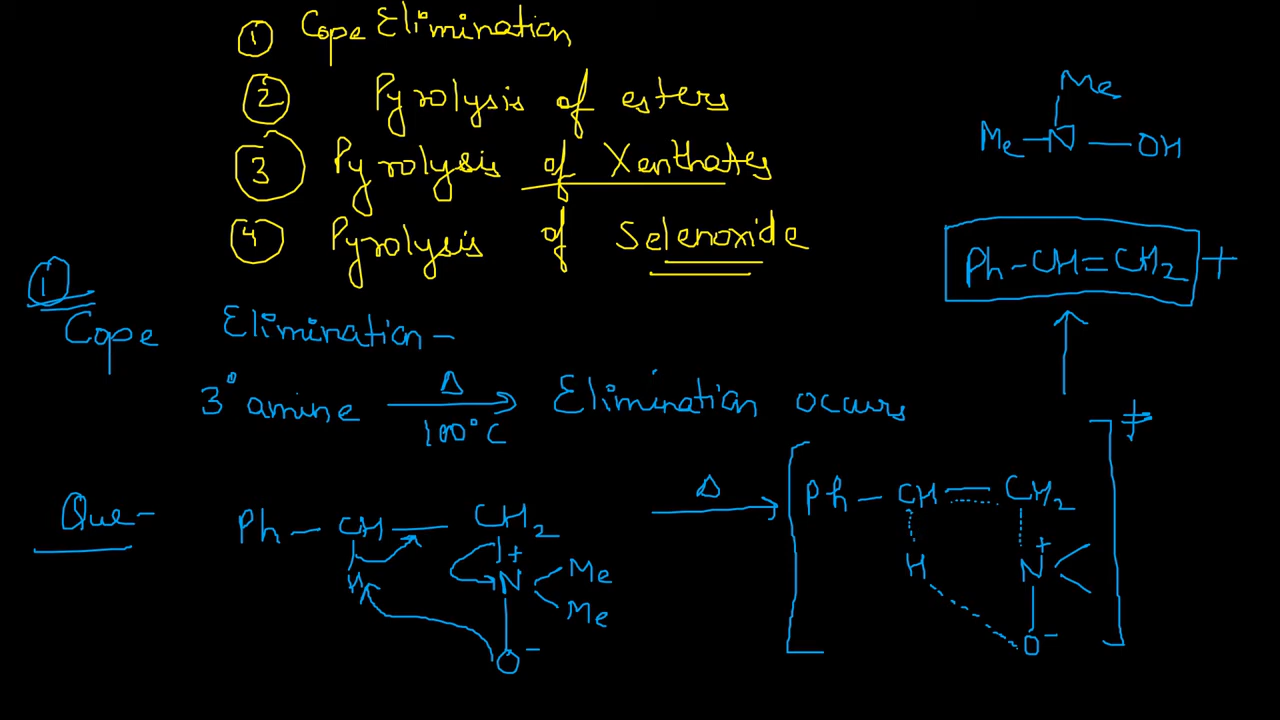 ① Cope Elimination
② Pyrolysis of esters
③ Pyrolysis of Xenthates
④ Pyrolysis of Selenoxide
Me
Me-N-OH
Ph-CH=CH2 +
① Cope Elimination-
3° amine Δ 100°C Elimination occurs
Que- Ph-CH-CH2 Δ [Ph-CH=CH2]‡
H N+ Me Me H N+
O- O-